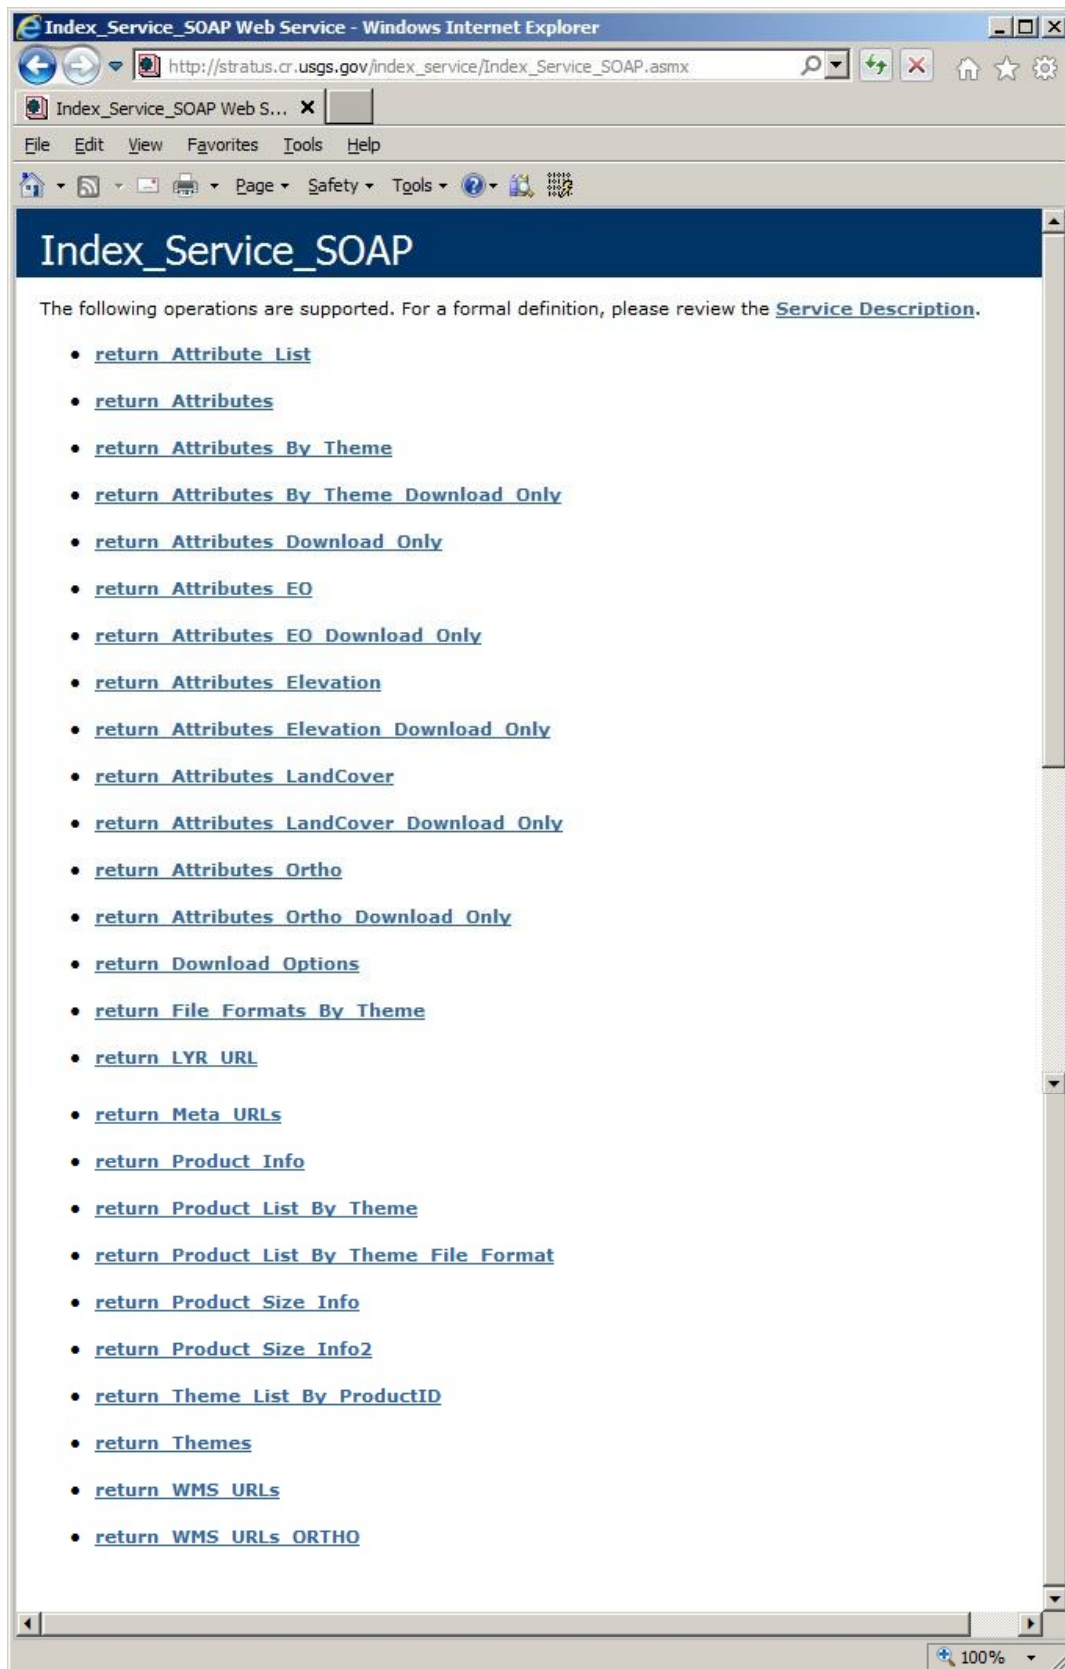 Index_Service_SOAP Web Service - Windows Internet Explorer
http://stratus.cr.usgs.gov/index_service/Index_Service_SOAP.asmx
Index_Service_SOAP Web S...
File Edit View Favorites Tools Help
Page Safety Tools
Index_Service_SOAP
The following operations are supported. For a formal definition, please review the Service Description.
• return_Attribute_List
• return_Attributes
• return_Attributes_By_Theme
• return_Attributes_By_Theme_Download_Only
• return_Attributes_Download_Only
• return_Attributes_EO
• return_Attributes_EO_Download_Only
• return_Attributes_Elevation
• return_Attributes_Elevation_Download_Only
• return_Attributes_LandCover
• return_Attributes_LandCover_Download_Only
• return_Attributes_Ortho
• return_Attributes_Ortho_Download_Only
• return_Download_Options
• return_File_Formats_By_Theme
• return_LYR_URL
• return_Meta_URLs
• return_Product_Info
• return_Product_List_By_Theme
• return_Product_List_By_Theme_File_Format
• return_Product_Size_Info
• return_Product_Size_Info2
• return_Theme_List_By_ProductID
• return_Themes
• return_WMS_URLs
• return_WMS_URLs_ORTHO
100%